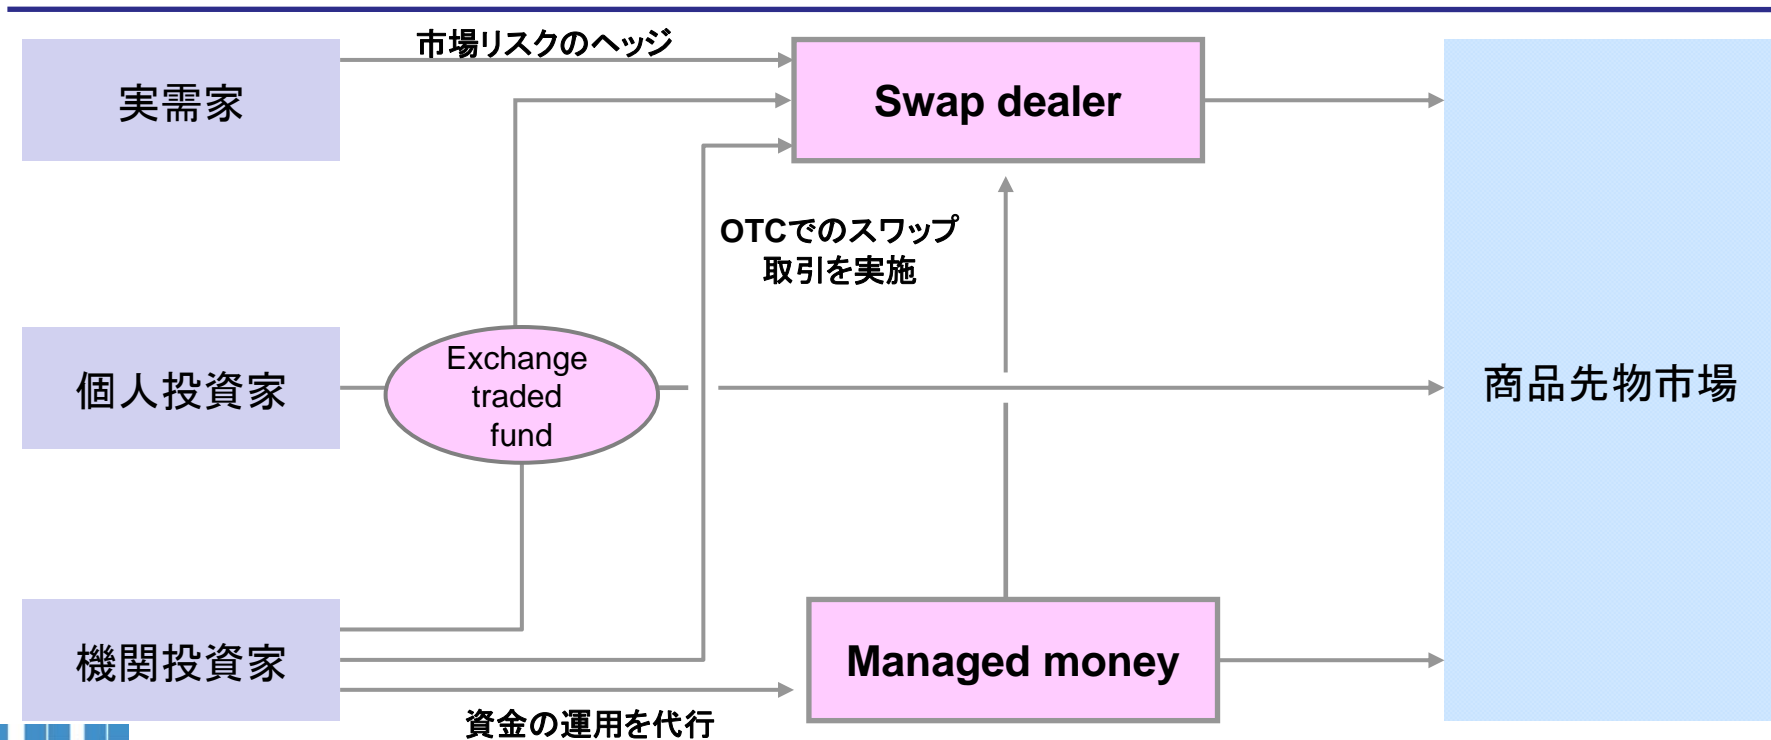 市場リスクのヘッジ
実需家
Swap dealer
OTCでのスワップ
取引を実施
個人投資家
Exchange
traded
fund
商品先物市場
機関投資家
Managed money
資金の運用を代行